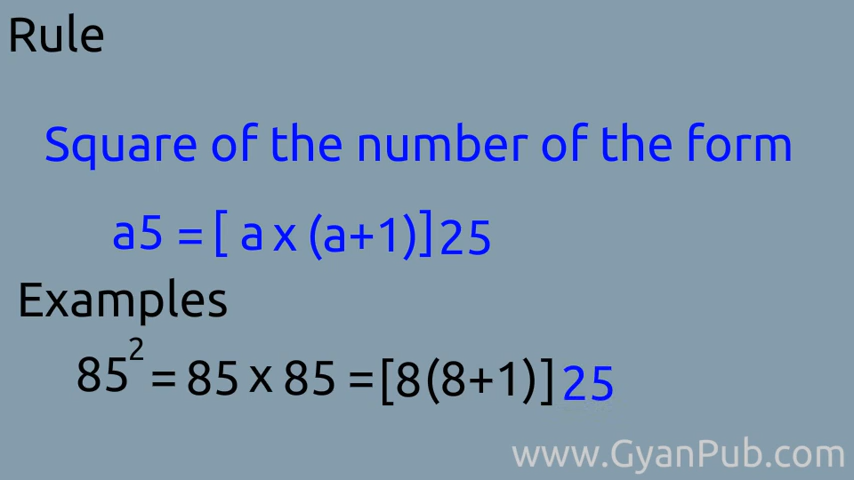 Rule
Square of the number of the form
a5 = [ a x (a+1)]25
Examples
85² = 85 x 85 =[8(8+1)] 25
www.GyanPub.com